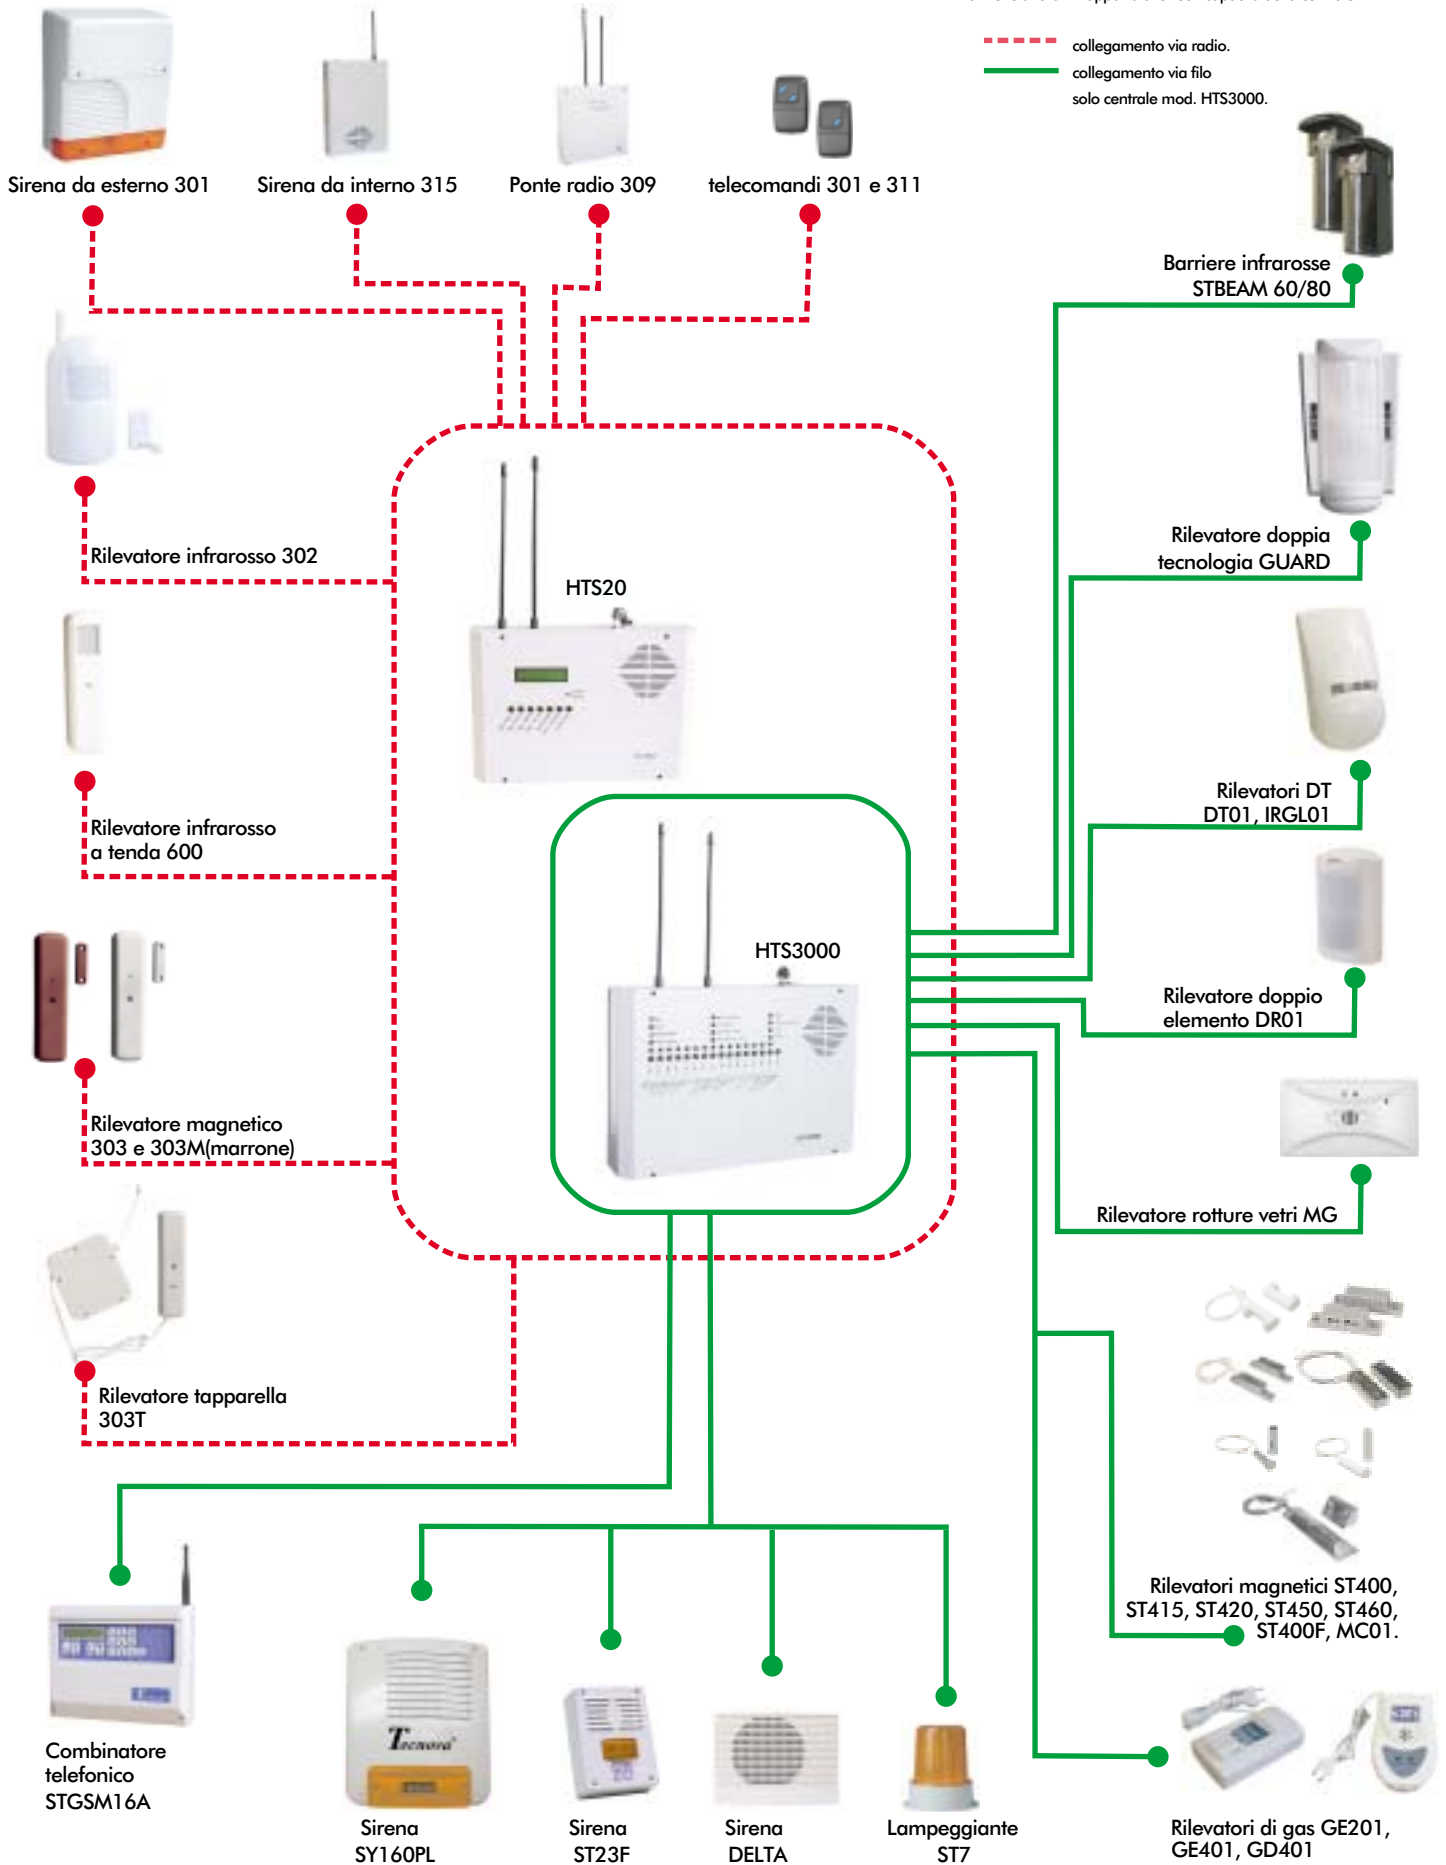 collegamento via radio.
collegamento via filo
solo centrale mod. HTS3000.
Sirena da esterno 301
Sirena da interno 315
Ponte radio 309
telecomandi 301 e 311
Barriere infrarosse
STBEAM 60/80
Rilevatore infrarosso 302
Rilevatore doppia
tecnologia GUARD
HTS20
Rilevatori DT
DT01, IRGL01
Rilevatore infrarosso
a tenda 600
HTS3000
Rilevatore doppio
elemento DR01
Rilevatore magnetico
303 e 303M(marrone)
Rilevatore rotture vetri MG
Rilevatore tapparella
303T
Rilevatori magnetici ST400,
ST415, ST420, ST450, ST460,
ST400F, MC01.
Tecnova
Combinatore
telefonico
STGSM16A
Sirena
SY160PL
Sirena
ST23F
Sirena
DELTA
Lampeggiante
ST7
Rilevatori di gas GE201,
GE401, GD401